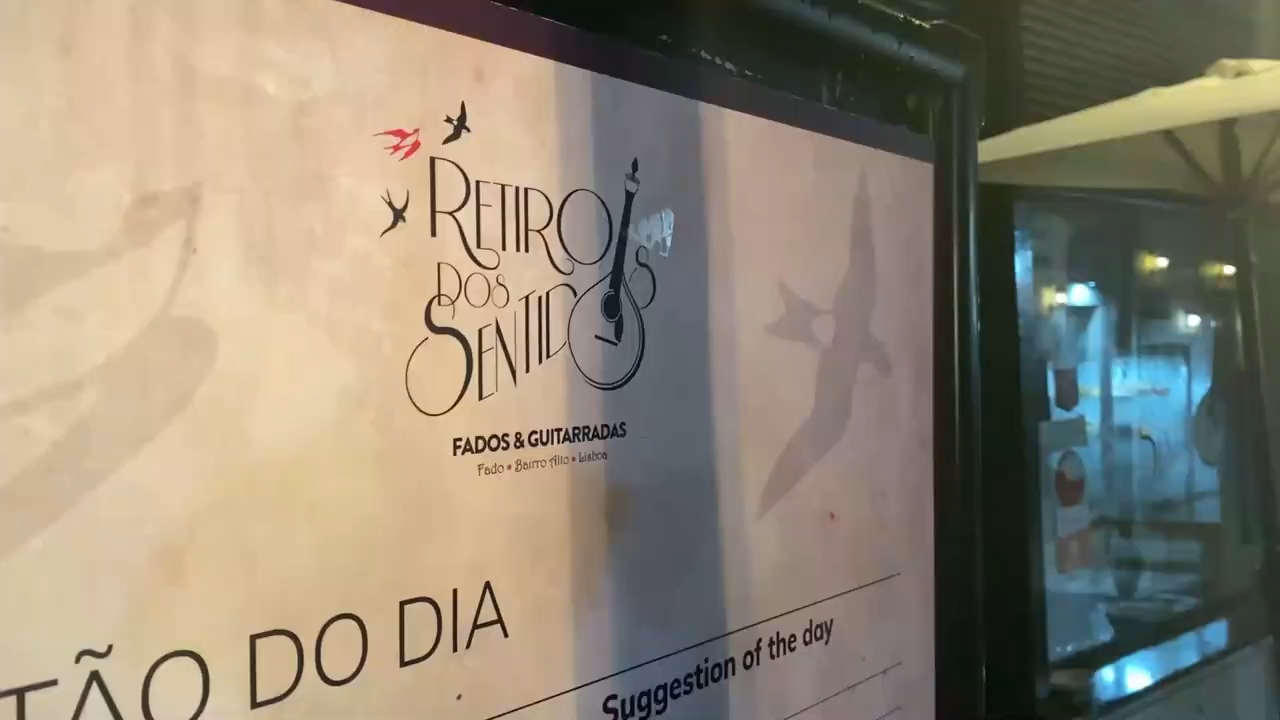 RETIRO
DOS
SENTIDOS
FADOS & GUITARRADAS
Fado • Bairro Alto • Lisboa
TÃO DO DIA
Suggestion of the day